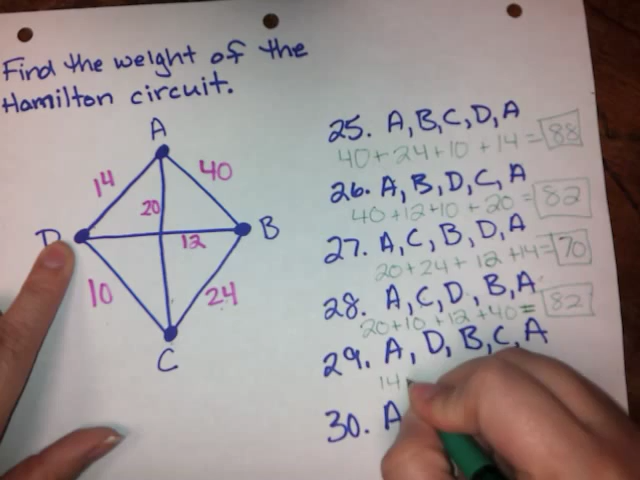 Find the weight of the
Hamilton circuit.
A
14
40
20
D
B
12
10
24
C
25. A, B, C, D, A
40 + 24 + 10 + 14 = 88
26. A, B, D, C, A
40 + 12 + 10 + 20 = 82
27. A, C, B, D, A
20 + 24 + 12 + 14 = 70
28. A, C, D, B, A
20 + 10 + 12 + 40 = 82
29. A, D, B, C, A
14
30. A